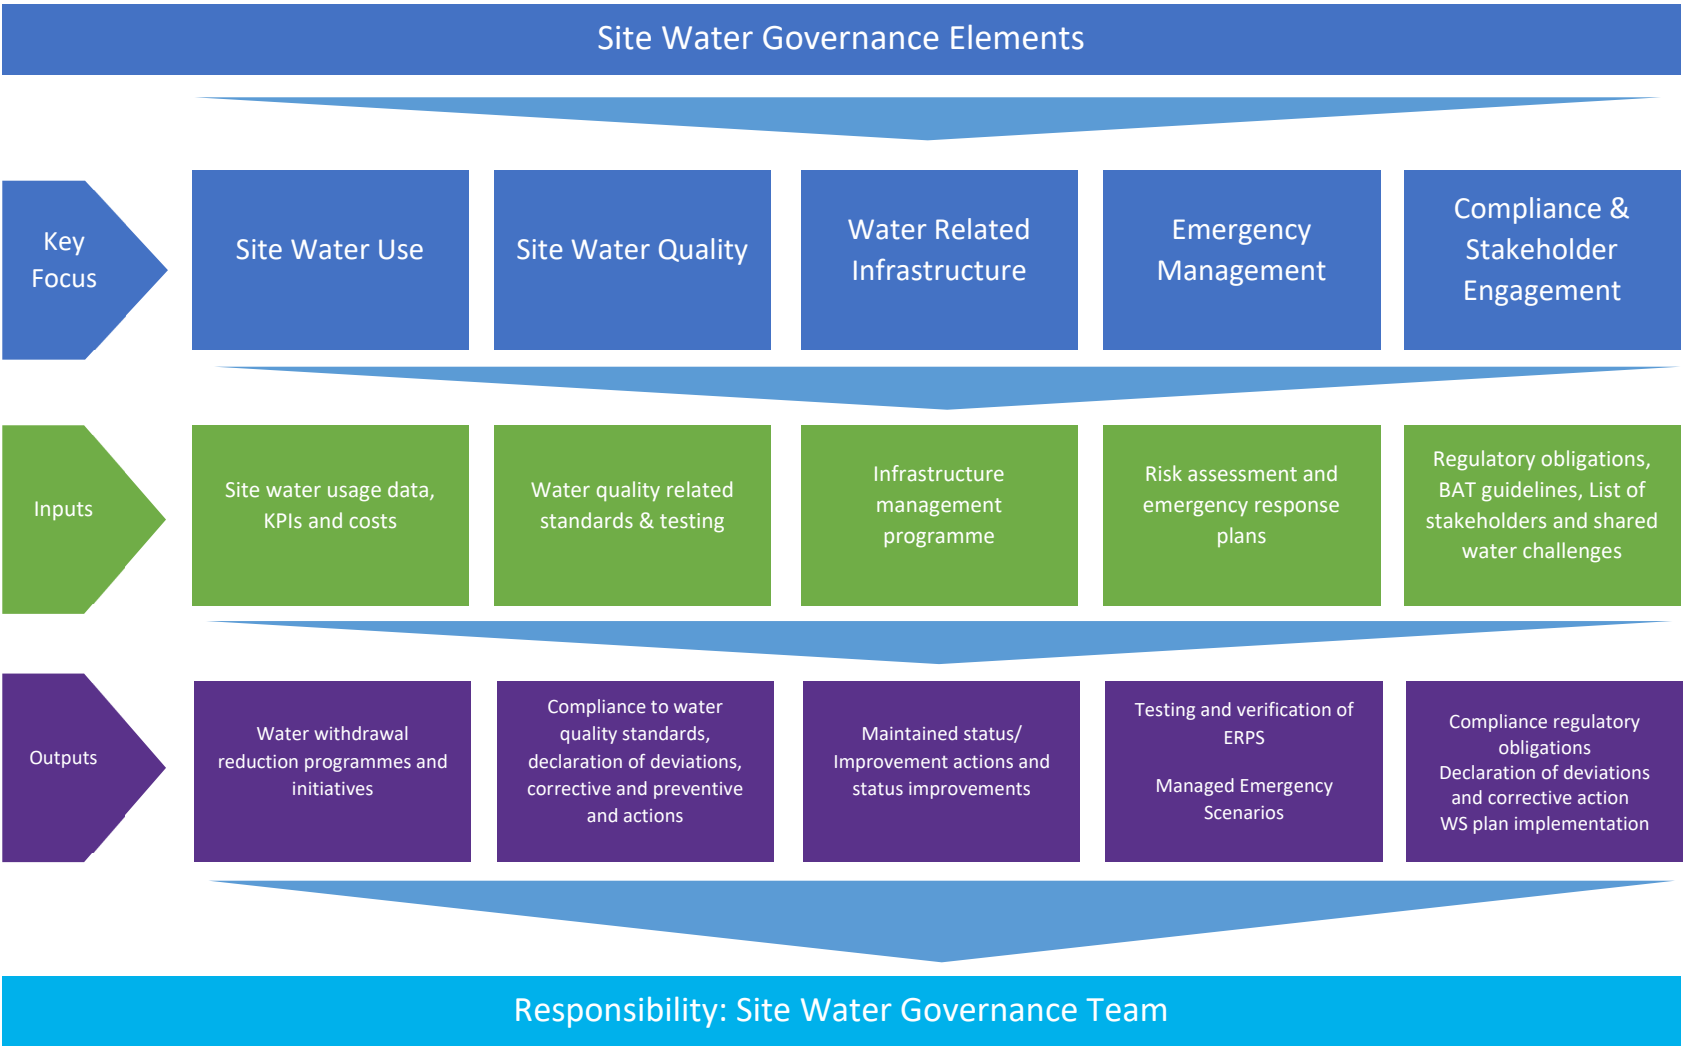 Site Water Governance Elements
Key
Focus
Site Water Use
Site Water Quality
Water Related
Infrastructure
Emergency
Management
Compliance &
Stakeholder
Engagement
Inputs
Site water usage data,
KPIs and costs
Water quality related
standards & testing
Infrastructure
management
programme
Risk assessment and
emergency response
plans
Regulatory obligations,
BAT guidelines, List of
stakeholders and shared
water challenges
Outputs
Water withdrawal
reduction programmes and
initiatives
Compliance to water
quality standards,
declaration of deviations,
corrective and preventive
and actions
Maintained status/
Improvement actions and
status improvements
Testing and verification of
ERPS
Managed Emergency
Scenarios
Compliance regulatory
obligations
Declaration of deviations
and corrective action
WS plan implementation
Responsibility: Site Water Governance Team